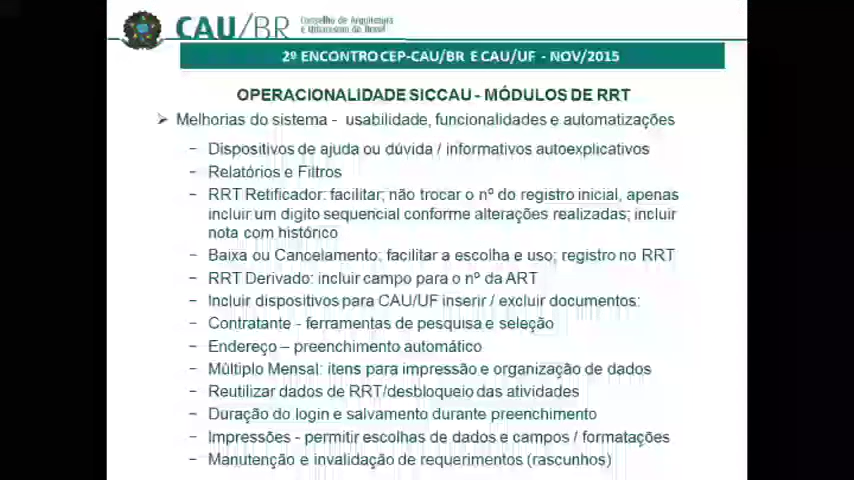 CAU/BR
Conselho de Arquitetura
e Urbanismo do Brasil
2º ENCONTRO CEP-CAU/BR E CAU/UF - NOV/2015
OPERACIONALIDADE SICCAU - MÓDULOS DE RRT
➢ Melhorias do sistema - usabilidade, funcionalidades e automatizações
− Dispositivos de ajuda ou dúvida / informativos autoexplicativos
− Relatórios e Filtros
− RRT Retificador: facilitar; não trocar o nº do registro inicial, apenas
incluir um digito sequencial conforme alterações realizadas; incluir
nota com histórico
− Baixa ou Cancelamento; facilitar a escolha e uso; registro no RRT
− RRT Derivado: incluir campo para o nº da ART
− Incluir dispositivos para CAU/UF inserir / excluir documentos:
− Contratante - ferramentas de pesquisa e seleção
− Endereço – preenchimento automático
− Múltiplo Mensal: itens para impressão e organização de dados
− Reutilizar dados de RRT/desbloqueio das atividades
− Duração do login e salvamento durante preenchimento
− Impressões - permitir escolhas de dados e campos / formatações
− Manutenção e invalidação de requerimentos (rascunhos)